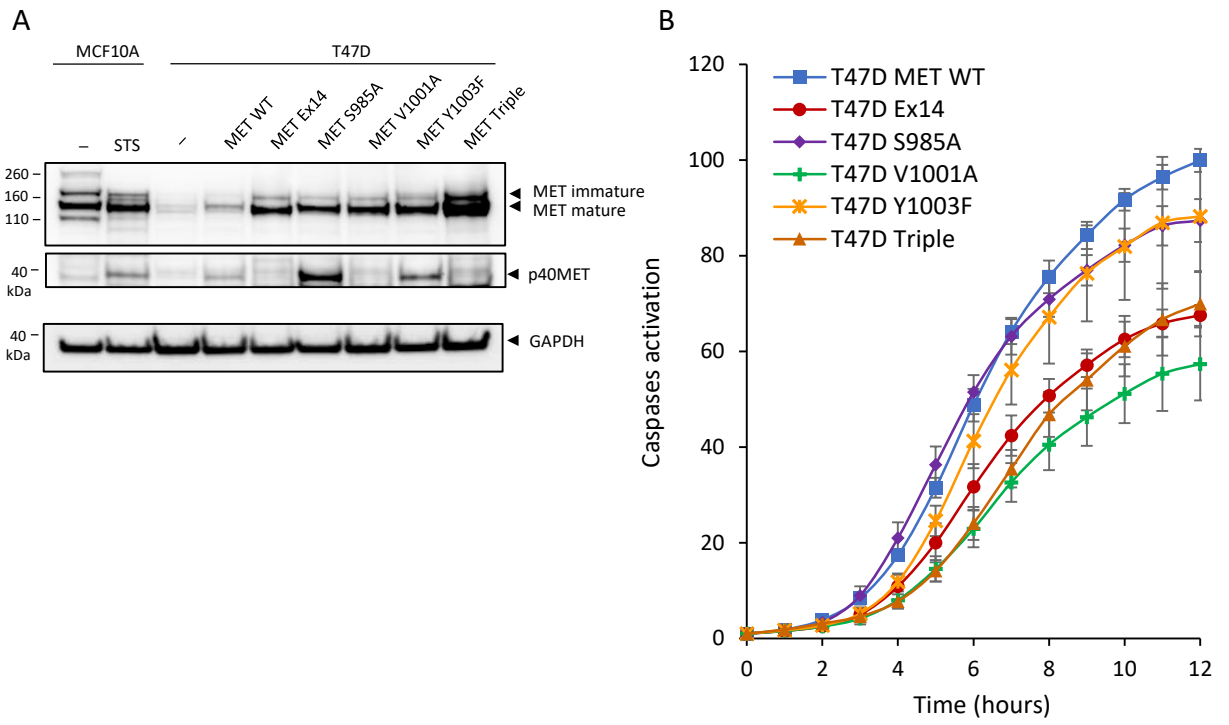 A
MCF10A
T47D
–
STS
–
MET WT
MET Ex14
MET S985A
MET V1001A
MET Y1003F
MET Triple
260
160
110
MET immature
MET mature
40
kDa
p40MET
40
kDa
GAPDH
B
120
100
80
60
40
20
0
Caspases activation
T47D MET WT
T47D Ex14
T47D S985A
T47D V1001A
T47D Y1003F
T47D Triple
0 2 4 6 8 10 12
Time (hours)